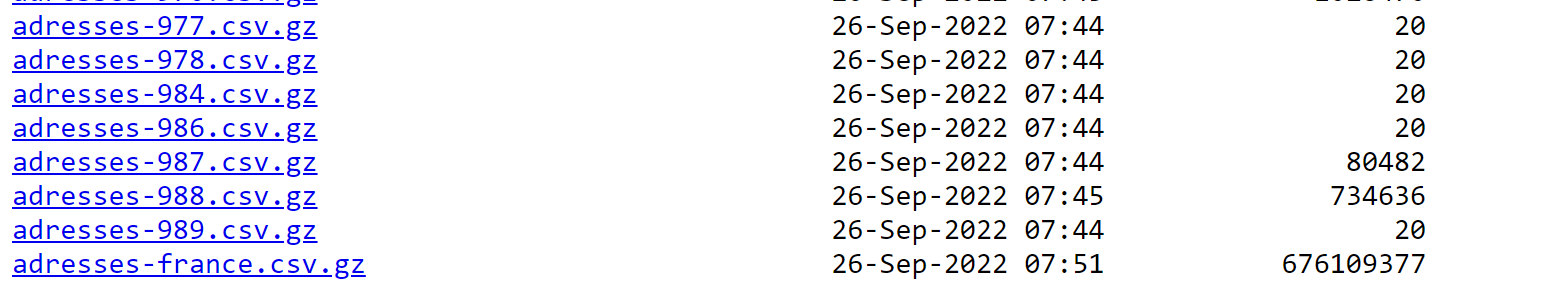 adresses-977.csv.gz 26-Sep-2022 07:44 20
adresses-978.csv.gz 26-Sep-2022 07:44 20
adresses-984.csv.gz 26-Sep-2022 07:44 20
adresses-986.csv.gz 26-Sep-2022 07:44 20
adresses-987.csv.gz 26-Sep-2022 07:44 80482
adresses-988.csv.gz 26-Sep-2022 07:45 734636
adresses-989.csv.gz 26-Sep-2022 07:44 20
adresses-france.csv.gz 26-Sep-2022 07:51 676109377